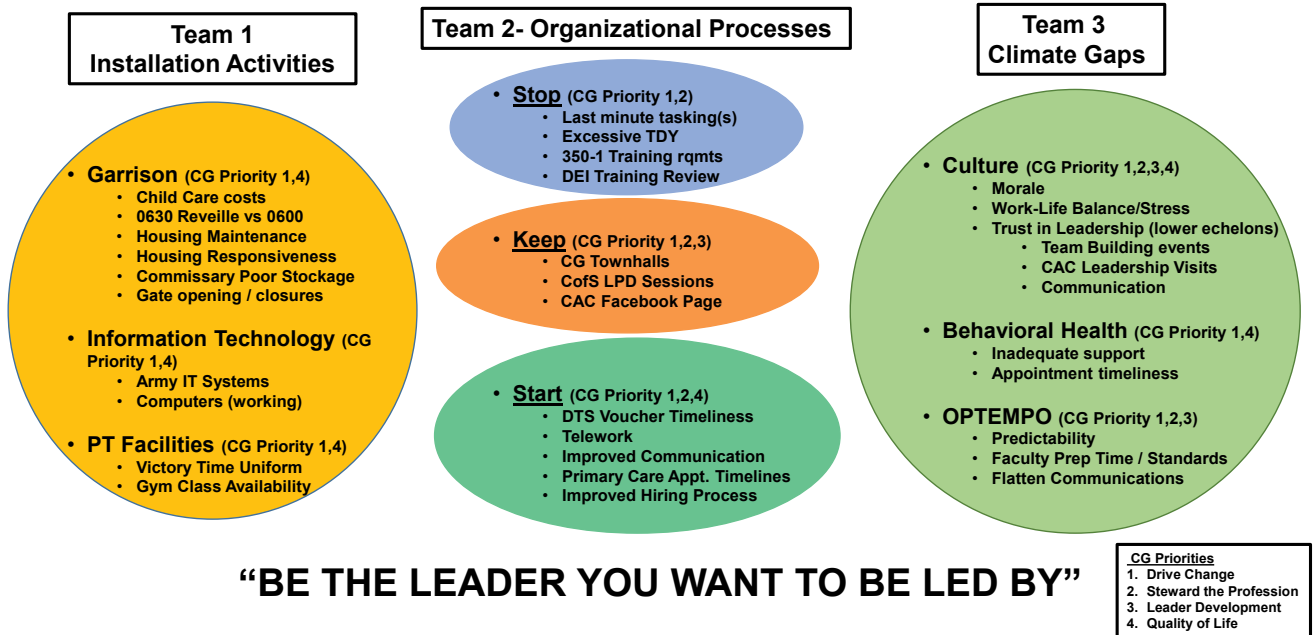 Team 1
Installation Activities
• Garrison (CG Priority 1,4)
• Child Care costs
• 0630 Reveille vs 0600
• Housing Maintenance
• Housing Responsiveness
• Commissary Poor Stockage
• Gate opening / closures
• Information Technology (CG
Priority 1,4)
• Army IT Systems
• Computers (working)
• PT Facilities (CG Priority 1,4)
• Victory Time Uniform
• Gym Class Availability
Team 2- Organizational Processes
• Stop (CG Priority 1,2)
• Last minute tasking(s)
• Excessive TDY
• 350-1 Training rqmts
• DEI Training Review
• Keep (CG Priority 1,2,3)
• CG Townhalls
• CofS LPD Sessions
• CAC Facebook Page
• Start (CG Priority 1,2,4)
• DTS Voucher Timeliness
• Telework
• Improved Communication
• Primary Care Appt. Timelines
• Improved Hiring Process
Team 3
Climate Gaps
• Culture (CG Priority 1,2,3,4)
• Morale
• Work-Life Balance/Stress
• Trust in Leadership (lower echelons)
• Team Building events
• CAC Leadership Visits
• Communication
• Behavioral Health (CG Priority 1,4)
• Inadequate support
• Appointment timeliness
• OPTEMPO (CG Priority 1,2,3)
• Predictability
• Faculty Prep Time / Standards
• Flatten Communications
“BE THE LEADER YOU WANT TO BE LED BY”
CG Priorities
1. Drive Change
2. Steward the Profession
3. Leader Development
4. Quality of Life